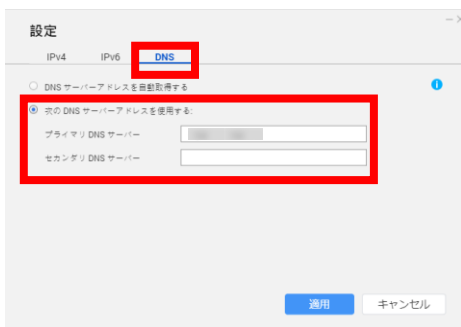 設定
IPv4 IPv6 DNS
DNS サーバーアドレスを自動取得する
次の DNS サーバーアドレスを使用する:
プライマリ DNS サーバー
セカンダリ DNS サーバー
適用 キャンセル